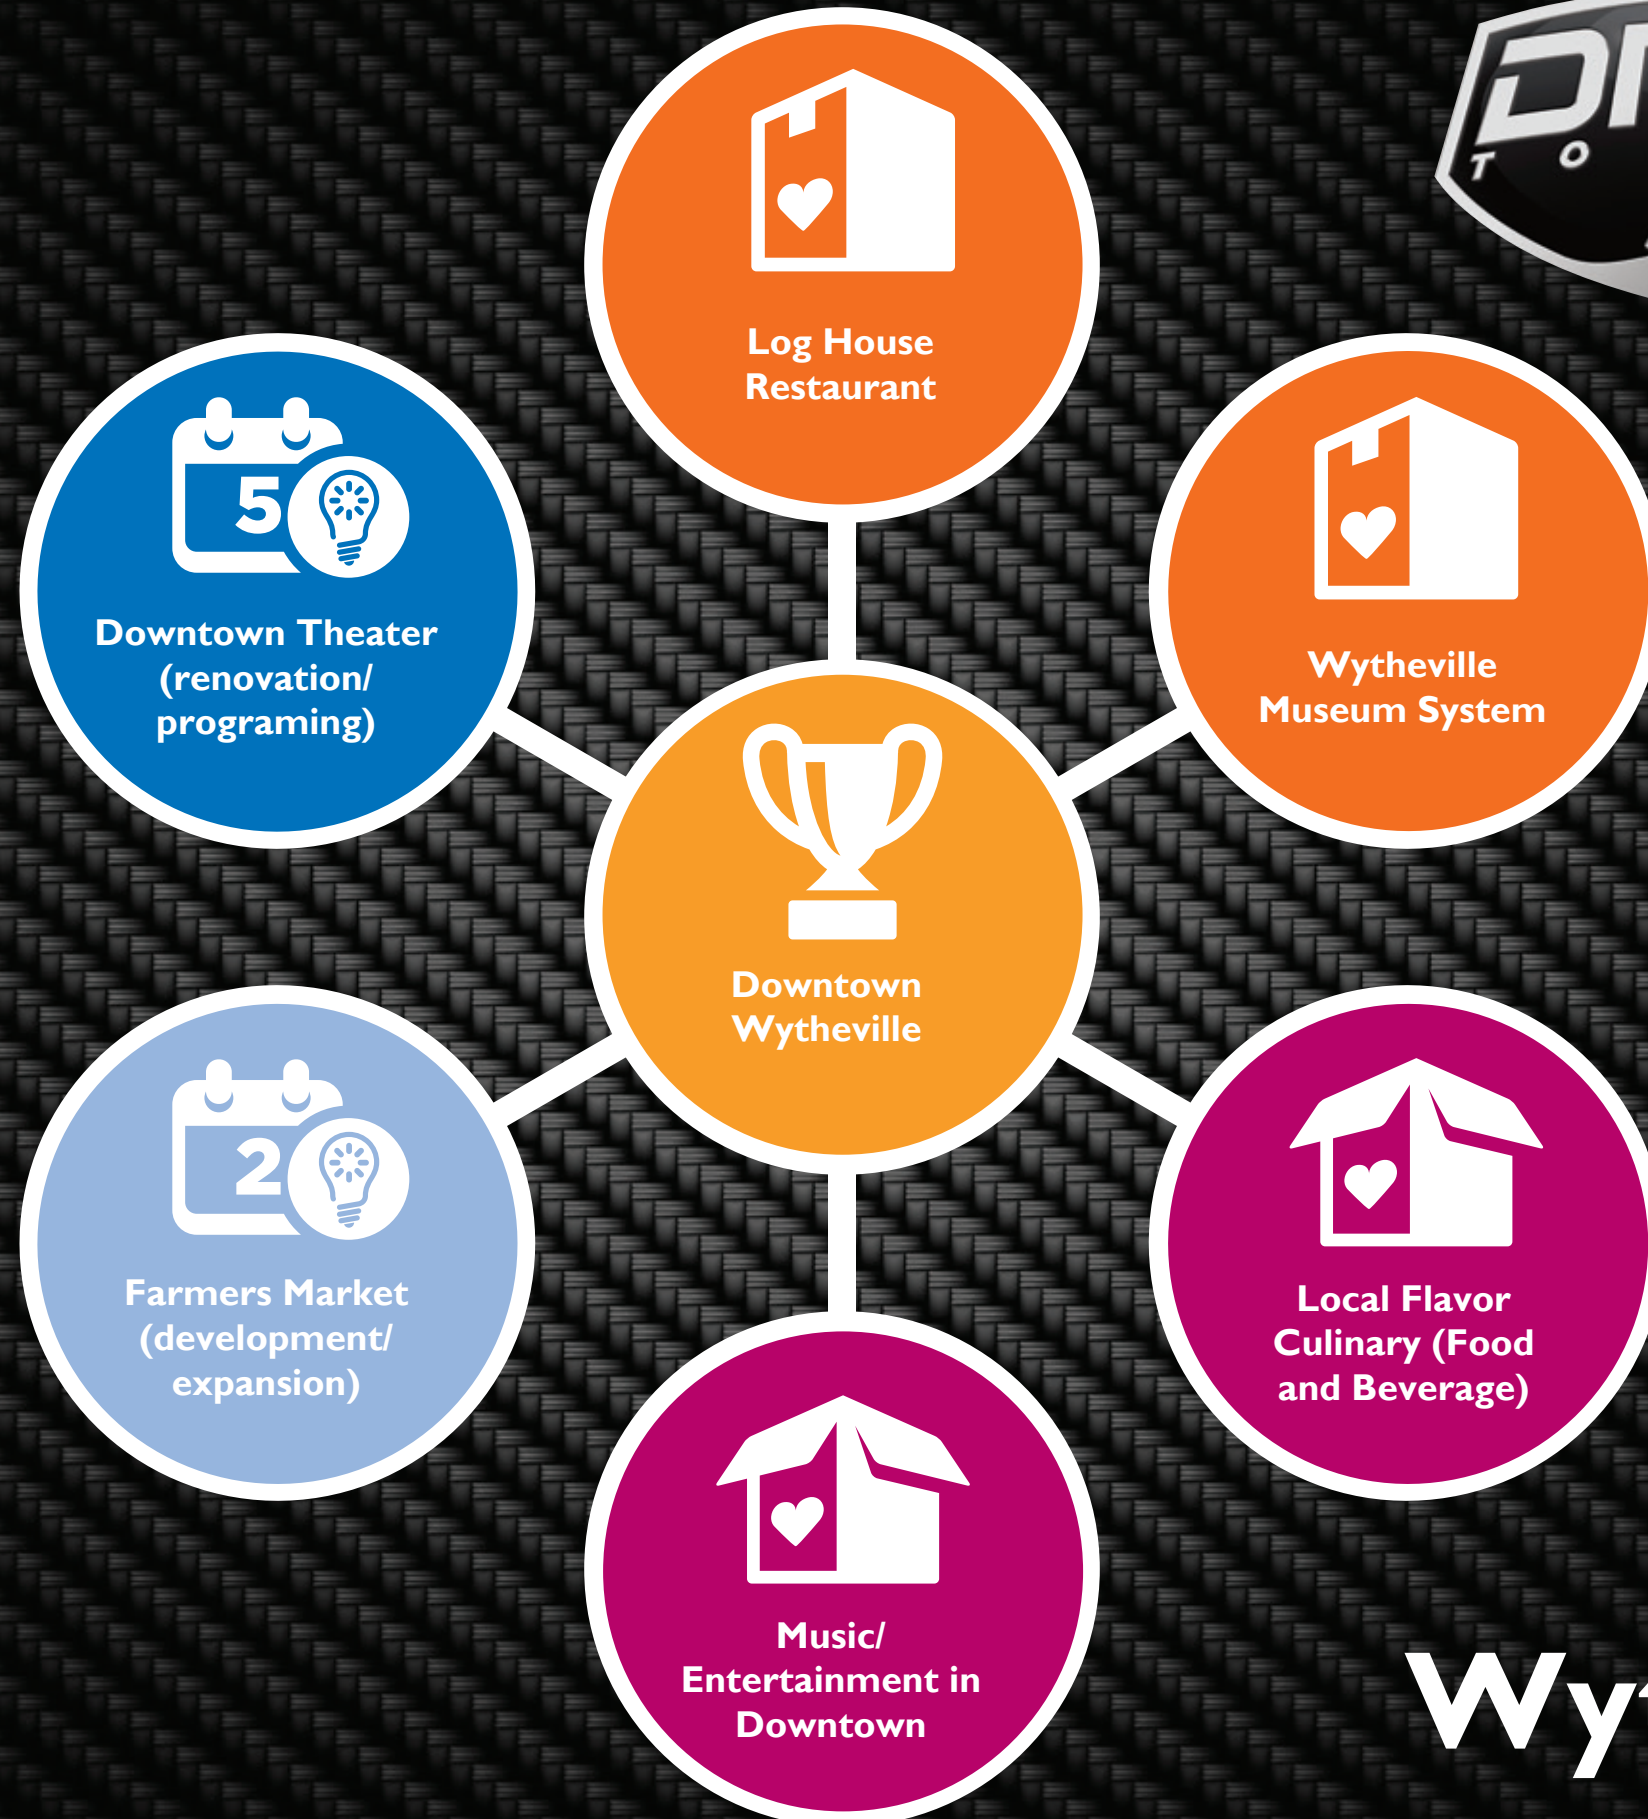 Log House
Restaurant
Downtown Theater
(renovation/
programing)
5
Wytheville
Museum System
Downtown
Wytheville
Farmers Market
(development/
expansion)
2
Local Flavor
Culinary (Food
and Beverage)
Music/
Entertainment in
Downtown